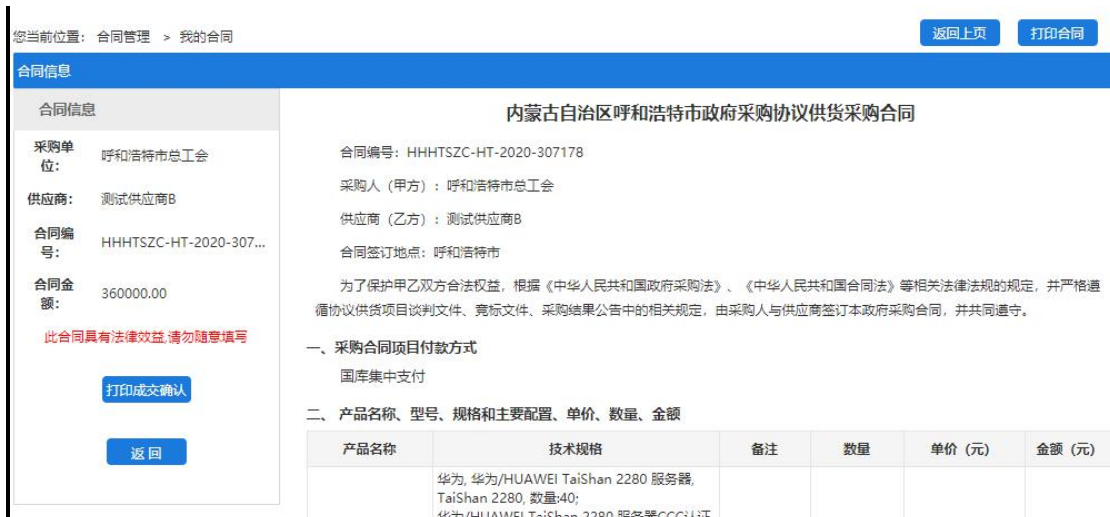 您当前位置： 合同管理 > 我的合同
返回上页
打印合同
合同信息
合同信息
采购单位：
呼和浩特市总工会
供应商：
测试供应商B
合同编号：
HHHTSZC-HT-2020-307...
合同金额：
360000.00
此合同具有法律效益,请勿随意填写
打印成交确认
返回
内蒙古自治区呼和浩特市政府采购协议供货采购合同
合同编号：HHHTSZC-HT-2020-307178
采购人（甲方）：呼和浩特市总工会
供应商（乙方）：测试供应商B
合同签订地点：呼和浩特市
为了保护甲乙双方合法权益，根据《中华人民共和国政府采购法》、《中华人民共和国合同法》等相关法律法规的规定，并严格遵
循协议供货项目谈判文件、竞标文件、采购结果公告中的相关规定，由采购人与供应商签订本政府采购合同，并共同遵守。
一、采购合同项目付款方式
国库集中支付
二、 产品名称、型号、规格和主要配置、单价、数量、金额
产品名称 技术规格 备注 数量 单价（元） 金额（元）
华为, 华为/HUAWEI TaiShan 2280 服务器,
TaiShan 2280, 数量:40;
华为/HUAWEI TaiShan 2280 服务器CCC认证